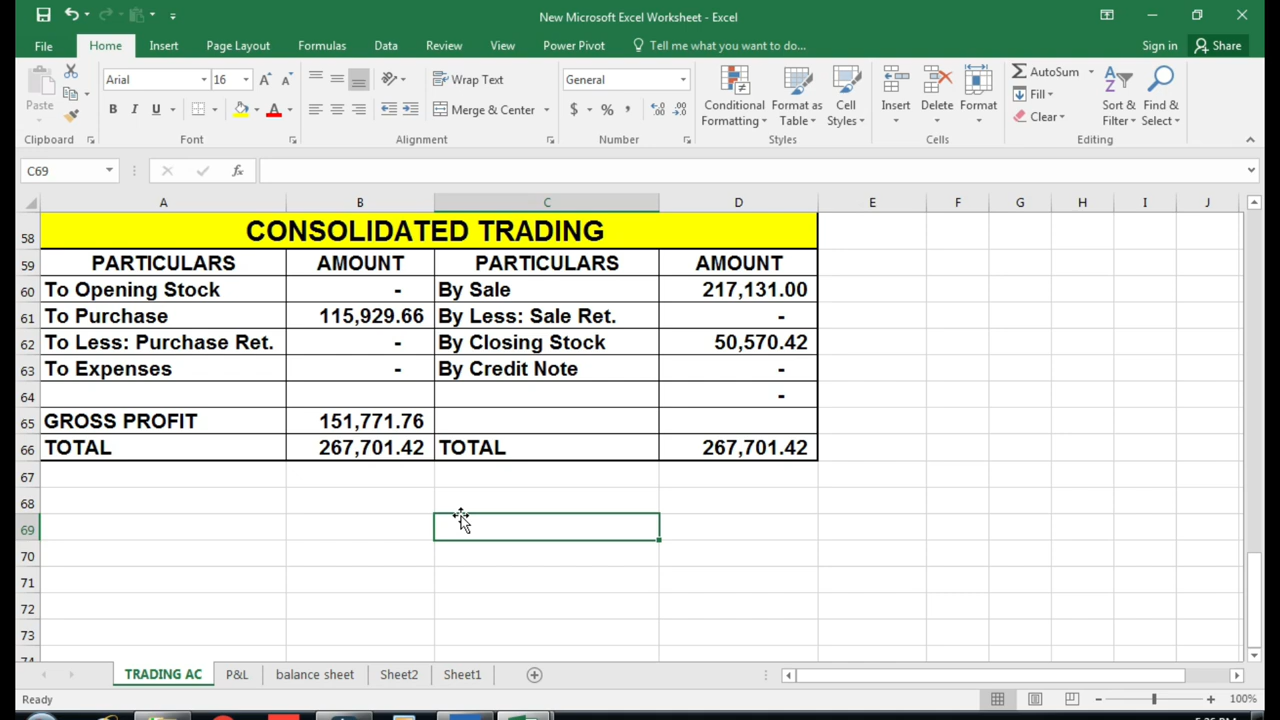 New Microsoft Excel Worksheet - Excel
File Home Insert Page Layout Formulas Data Review View Power Pivot Tell me what you want to do... Sign in Share
Paste
Arial 16
B I U A
Wrap Text
Merge & Center
General
$ % ,
Conditional Formatting
Format as Table
Cell Styles
Insert Delete Format
AutoSum
Fill
Clear
Sort & Filter
Find & Select
Clipboard Font Alignment Number Styles Cells Editing
C69 fx
A B C D E F G H I J
58 CONSOLIDATED TRADING
59 PARTICULARS AMOUNT PARTICULARS AMOUNT
60 To Opening Stock - By Sale 217,131.00
61 To Purchase 115,929.66 By Less: Sale Ret. -
62 To Less: Purchase Ret. - By Closing Stock 50,570.42
63 To Expenses - By Credit Note -
64 -
65 GROSS PROFIT 151,771.76
66 TOTAL 267,701.42 TOTAL 267,701.42
67
68
69
70
71
72
73
TRADING AC P&L balance sheet Sheet2 Sheet1
Ready 100%